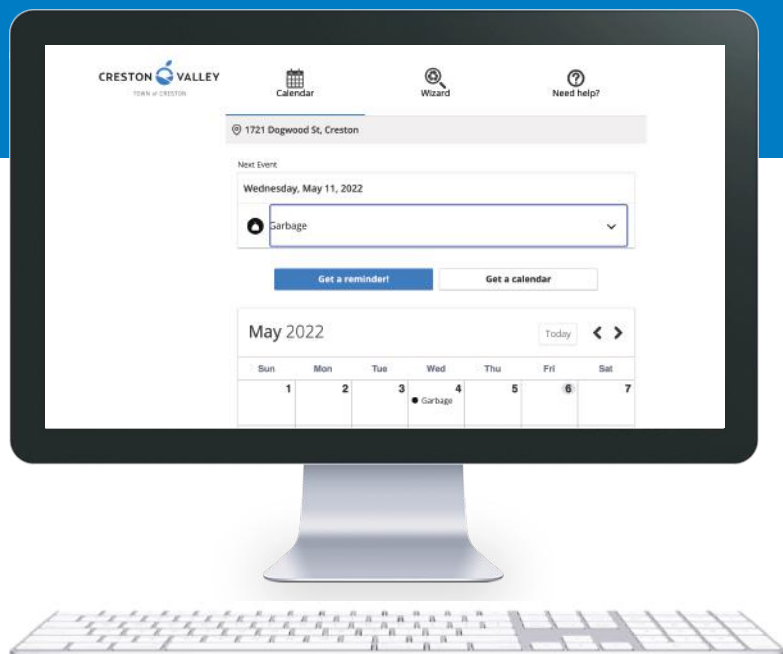 CRESTON VALLEY
TOWN of CRESTON
Calendar
Wizard
Need help?
1721 Dogwood St, Creston
Next Event
Wednesday, May 11, 2022
Garbage
Get a reminder!
Get a calendar
May 2022
Today
Sun Mon Tue Wed Thu Fri Sat
1 2 3 4 5 6 7
Garbage